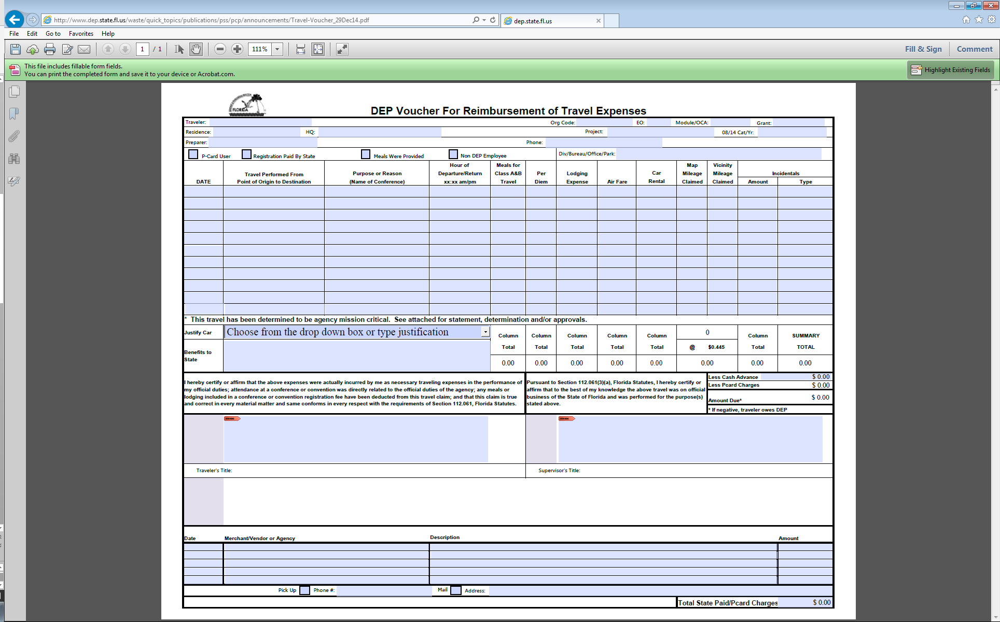 http://www.dep.state.fl.us/waste/quick_topics/publications/pss/pcp/announcements/Travel-Voucher_29Dec14.pdf
dep.state.fl.us
File Edit Go to Favorites Help
1 / 1 111% Fill & Sign Comment
This file includes fillable form fields.
You can print the completed form and save it to your device or Acrobat.com.
Highlight Existing Fields
FLORIDA
DEP Voucher For Reimbursement of Travel Expenses
Traveler: Org Code: EO: Module/OCA: Grant:
Residence: HQ: Project: 08/14 Cat/Yr:
Preparer: Phone:
P-Card User Registration Paid By State Meals Were Provided Non DEP Employee Div/Bureau/Office/Park:
DATE
Travel Performed From
Point of Origin to Destination
Purpose or Reason
(Name of Conference)
Hour of
Departure/Return
xx:xx am/pm
Meals for
Class A&B
Travel
Per
Diem
Lodging
Expense
Air Fare
Car
Rental
Map
Mileage
Claimed
Vicinity
Mileage
Claimed
Incidentals
Amount Type
* This travel has been determined to be agency mission critical. See attached for statement, determination and/or approvals.
Justify Car Choose from the drop down box or type justification
Benefits to
State
Column
Total
0.00
Column
Total
0.00
Column
Total
0.00
Column
Total
0.00
Column
Total
0.00
0
@ $0.445
0.00
Column
Total
0.00
SUMMARY
TOTAL
0.00
I hereby certify or affirm that the above expenses were actually incurred by me as necessary traveling expenses in the performance of
my official duties; attendance at a conference or convention was directly related to the official duties of the agency; any meals or
lodging included in a conference or convention registration fee have been deducted from this travel claim; and that this claim is true
and correct in every material matter and same conforms in every respect with the requirements of Section 112.061, Florida Statutes.
Pursuant to Section 112.061(3)(a), Florida Statutes, I hereby certify or
affirm that to the best of my knowledge the above travel was on official
business of the State of Florida and was performed for the purpose(s)
stated above.
Less Cash Advance $ 0.00
Less Pcard Charges $ 0.00
Amount Due* $ 0.00
* If negative, traveler owes DEP
Traveler's Title: Supervisor's Title:
Date Merchant/Vendor or Agency Description Amount
Pick Up Phone #: Mail Address:
Total State Paid/Pcard Charges $ 0.00